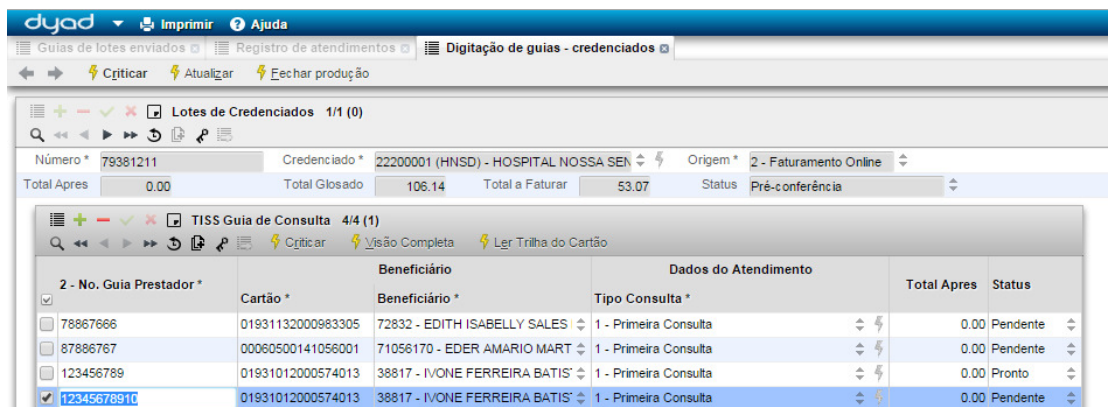 dyad Imprimir Ajuda
Guias de lotes enviados Registro de atendimentos Digitação de guias - credenciados
Criticar Atualizar Fechar produção
Lotes de Credenciados 1/1 (0)
Número * 79381211 Credenciado * 22200001 (HNSD) - HOSPITAL NOSSA SEN Origem * 2 - Faturamento Online
Total Apres 0.00 Total Glosado 106.14 Total a Faturar 53.07 Status Pré-conferência
TISS Guia de Consulta 4/4 (1)
Criticar Visão Completa Ler Trilha do Cartão
Beneficiário Dados do Atendimento
2 - No. Guia Prestador * Total Apres Status
Cartão * Beneficiário * Tipo Consulta *
78867666 01931132000983305 72832 - EDITH ISABELLY SALES 1 - Primeira Consulta 0.00 Pendente
87886767 00060500141056001 71056170 - EDER AMARIO MART 1 - Primeira Consulta 0.00 Pendente
123456789 01931012000574013 38817 - IVONE FERREIRA BATIS 1 - Primeira Consulta 0.00 Pronto
12345678910 01931012000574013 38817 - IVONE FERREIRA BATIS 1 - Primeira Consulta 0.00 Pendente